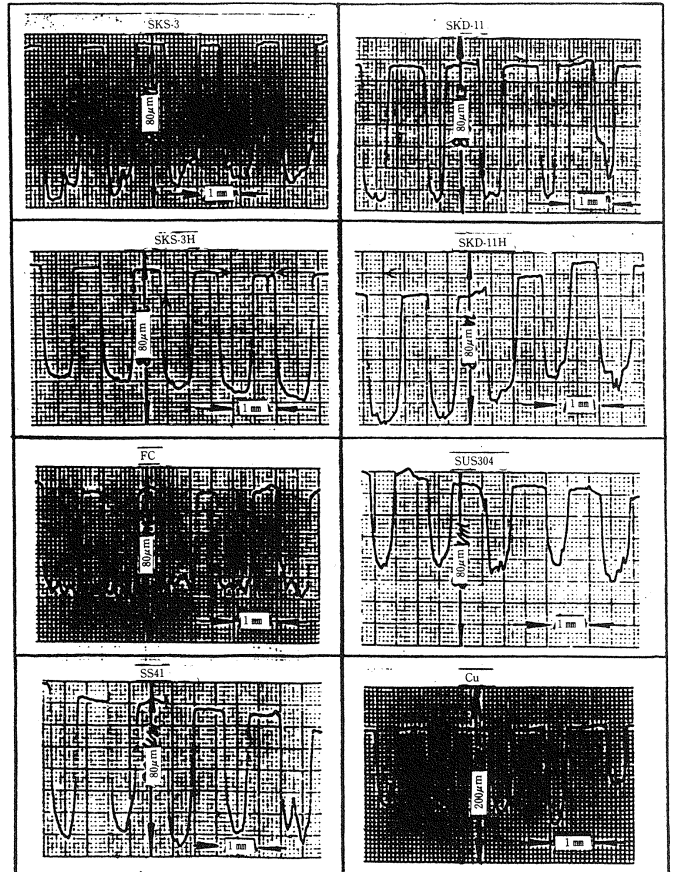 SKS-3
80μm
1 mm
SKD-11
80μm
1 mm
SKS-3H
80μm
1 mm
SKD-11H
80μm
1 mm
FC
80μm
1 mm
SUS304
80μm
1 mm
SS41
80μm
1 mm
Cu
200μm
1 mm